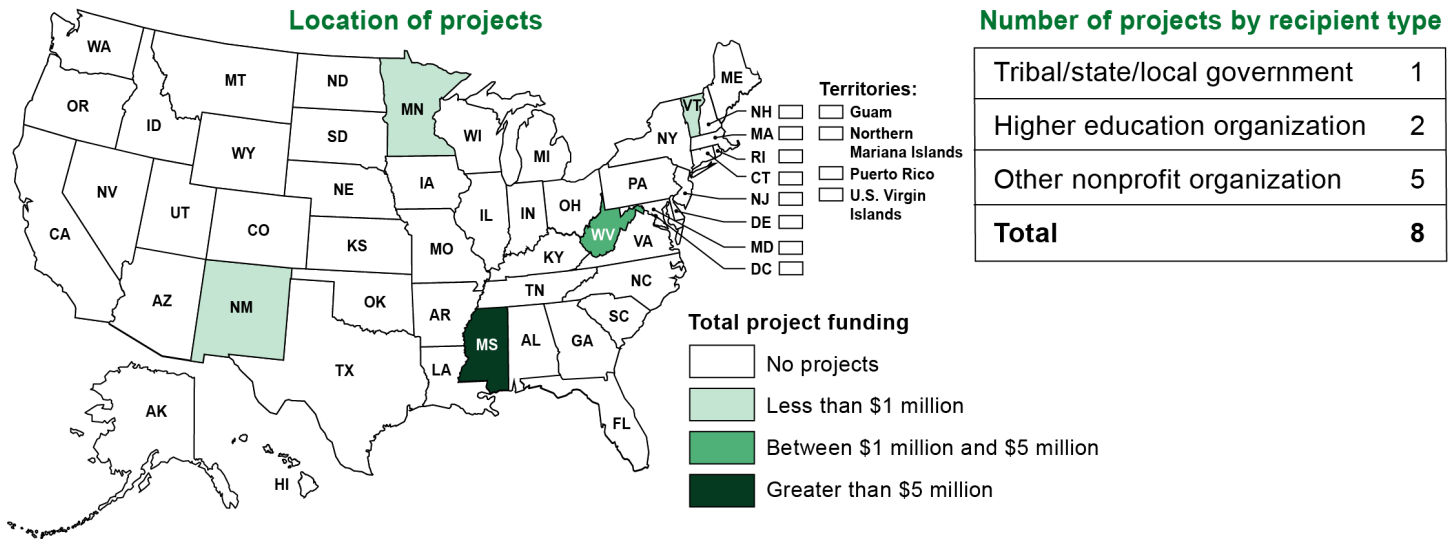 Location of projects
WA
OR
CA
NV
ID
MT
WY
UT
AZ
CO
NM
ND
SD
NE
KS
OK
TX
MN
IA
MO
AR
LA
WI
IL
MI
IN
OH
KY
TN
MS
AL
GA
FL
SC
NC
VA
WV
PA
NY
VT
ME
AK
HI
NH
MA
RI
CT
NJ
DE
MD
DC
Territories:
Guam
Northern
Mariana Islands
Puerto Rico
U.S. Virgin
Islands
Total project funding
No projects
Less than $1 million
Between $1 million and $5 million
Greater than $5 million
Number of projects by recipient type
Tribal/state/local government 1
Higher education organization 2
Other nonprofit organization 5
Total 8